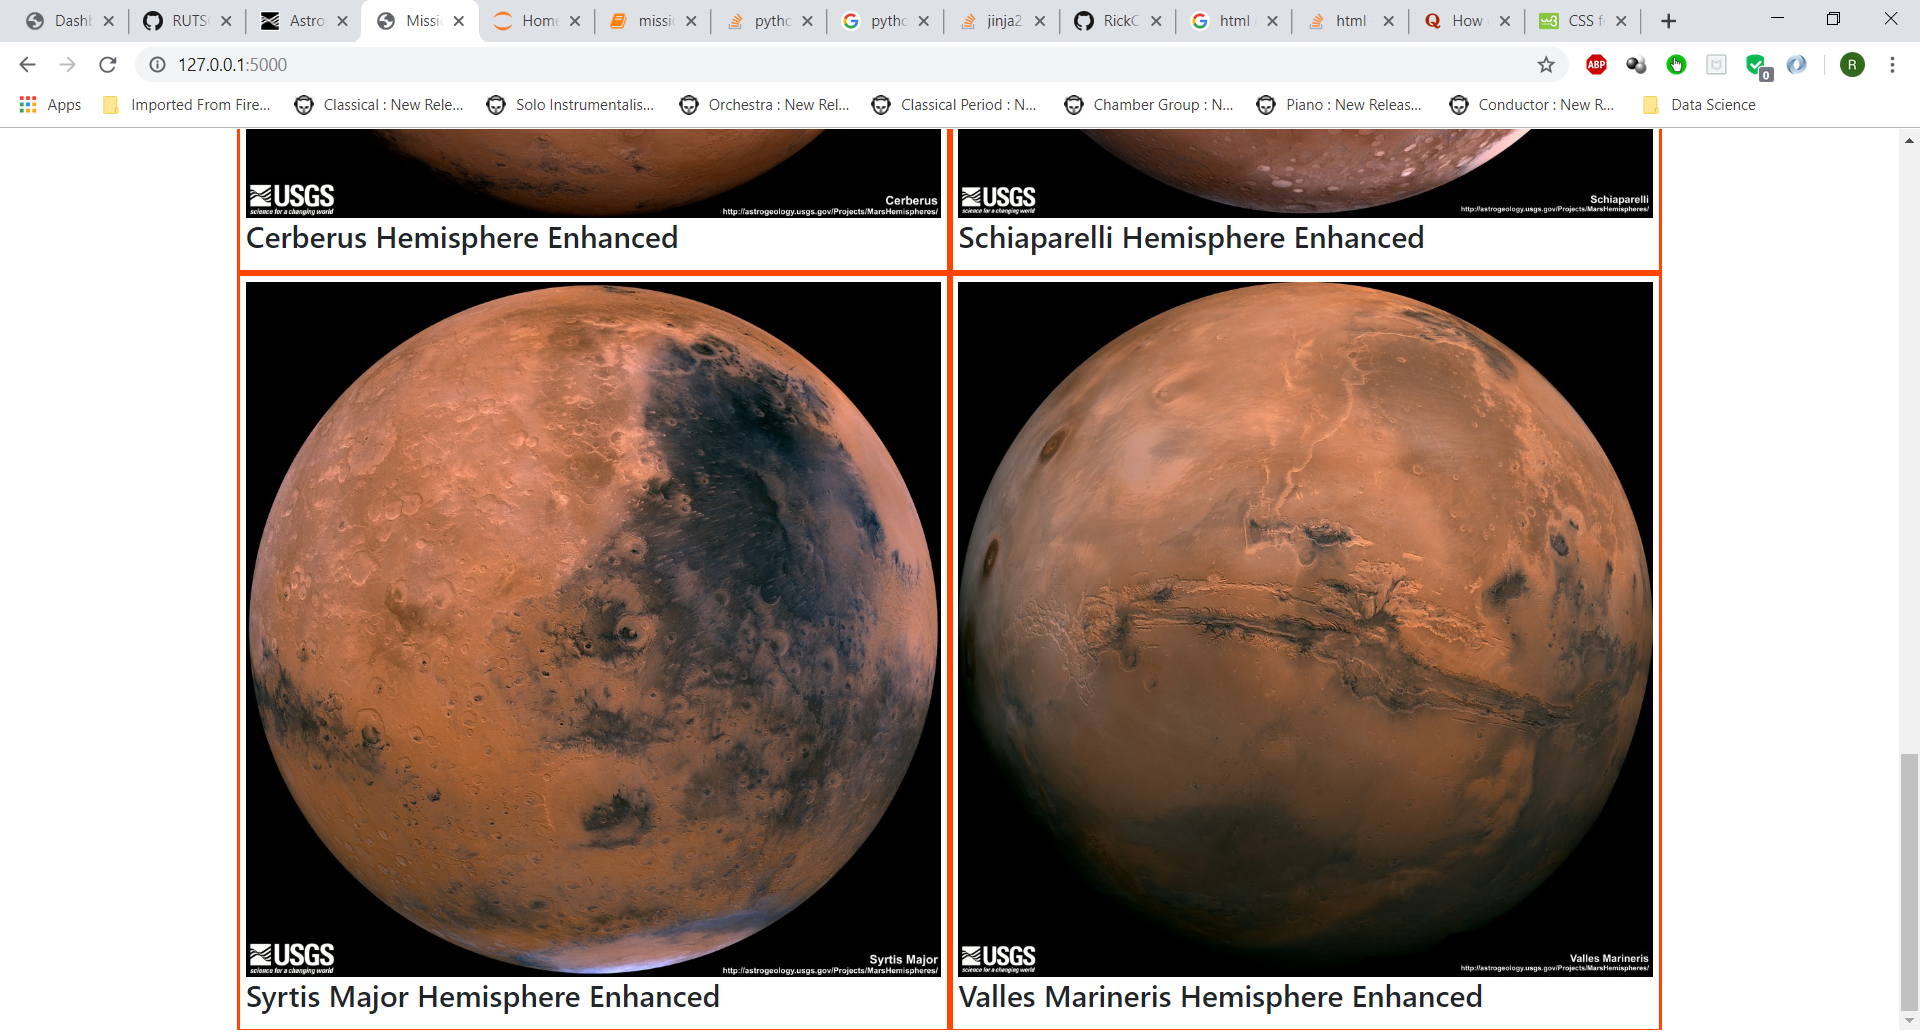 Dashb
RUTS
Astro
Missi
Home
missi
pytho
pytho
jinja2
RickC
html
html
How
CSS f
127.0.0.1:5000
ABP
0
R
Apps
Imported From Fire...
Classical : New Rele...
Solo Instrumentalis...
Orchestra : New Rel...
Classical Period : N...
Chamber Group : N...
Piano : New Releas...
Conductor : New R...
Data Science
USGS
science for a changing world
Cerberus
http://astrogeology.usgs.gov/Projects/MarsHemispheres/
USGS
science for a changing world
Schiaparelli
http://astrogeology.usgs.gov/Projects/MarsHemispheres/
Cerberus Hemisphere Enhanced
Schiaparelli Hemisphere Enhanced
USGS
science for a changing world
Syrtis Major
http://astrogeology.usgs.gov/Projects/MarsHemispheres/
USGS
science for a changing world
Valles Marineris
http://astrogeology.usgs.gov/Projects/MarsHemispheres/
Syrtis Major Hemisphere Enhanced
Valles Marineris Hemisphere Enhanced